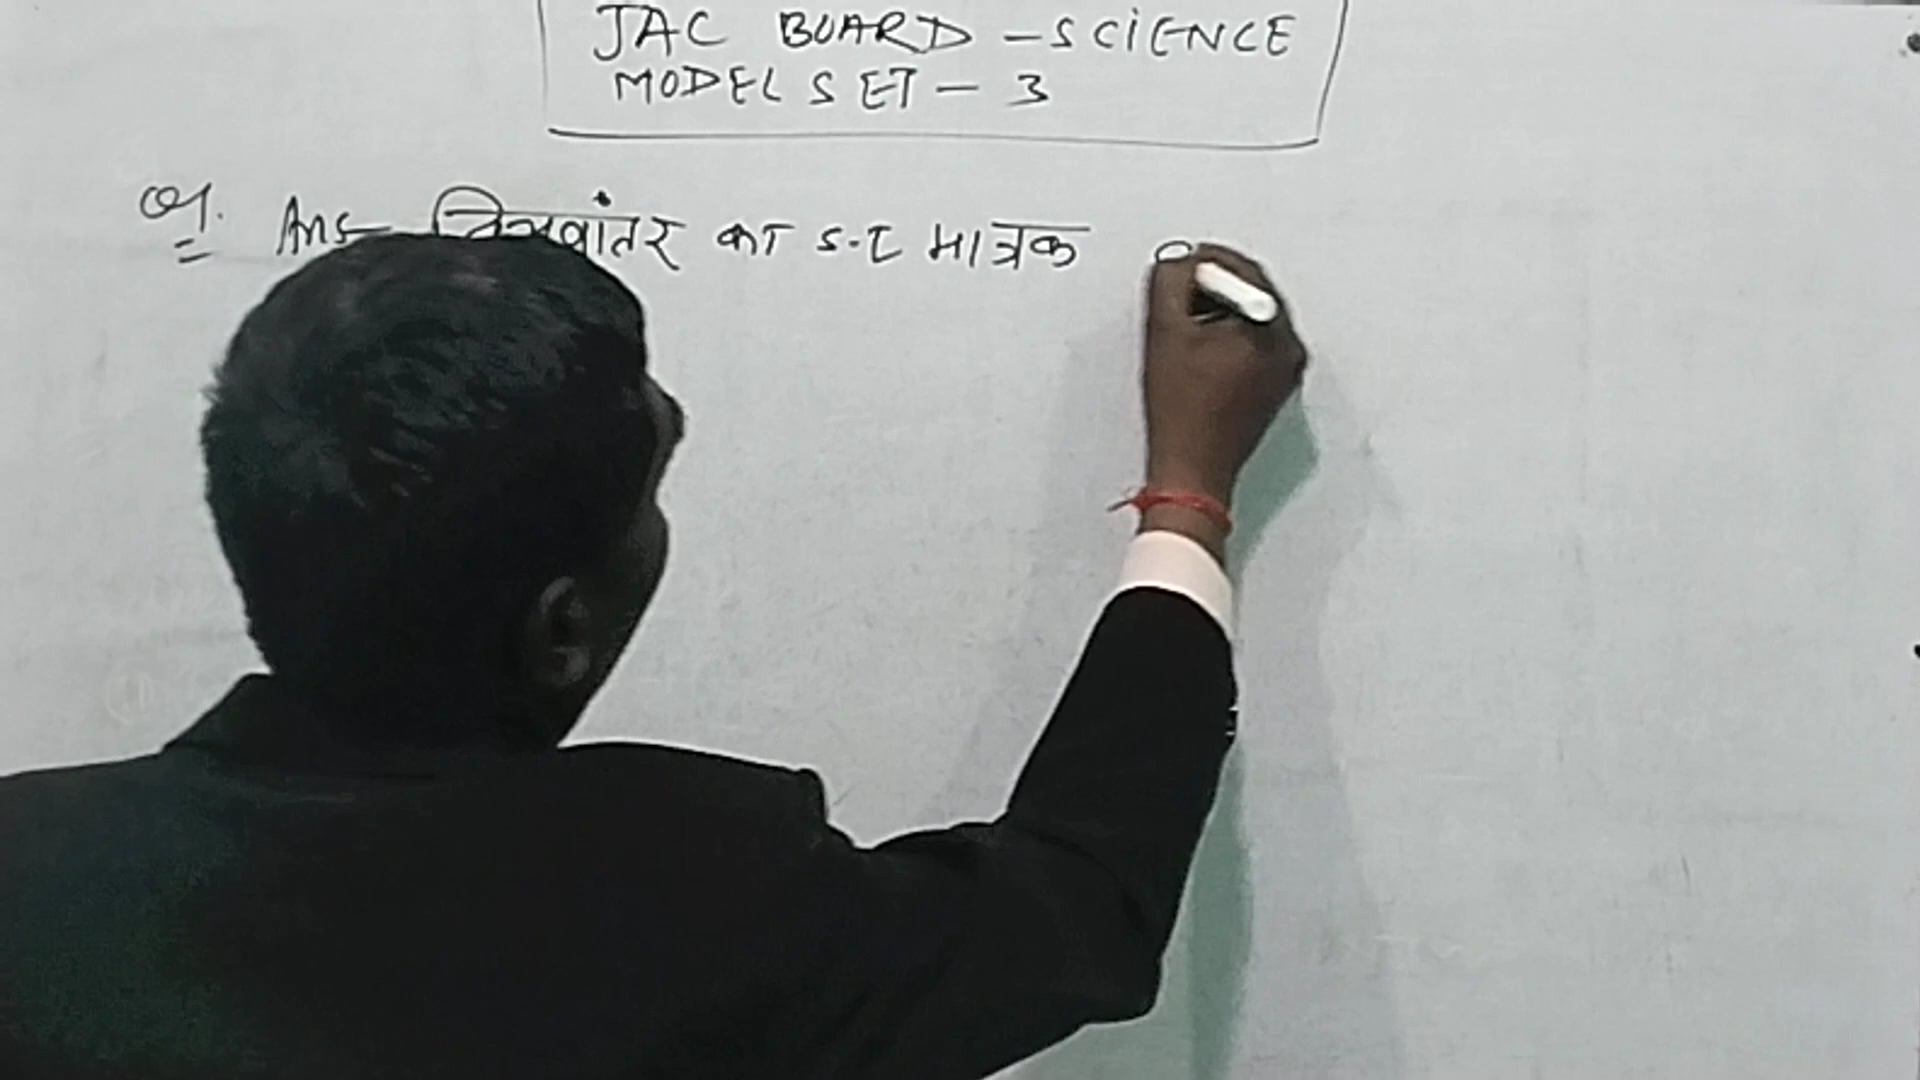 JAC BOARD - SCIENCE
MODEL SET - 3
Q1. Ans- विभवांतर का S.I मात्रक